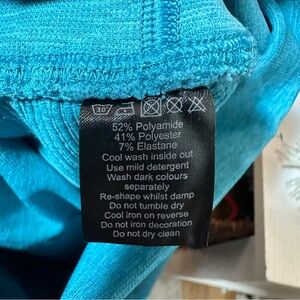 30
52% Polyamide
41% Polyester
7% Elastane
Cool wash inside out
Use mild detergent
Wash dark colours
separately
Re-shape whilst damp
Do not tumble dry
Cool iron on reverse
Do not iron decoration
Do not dry clean